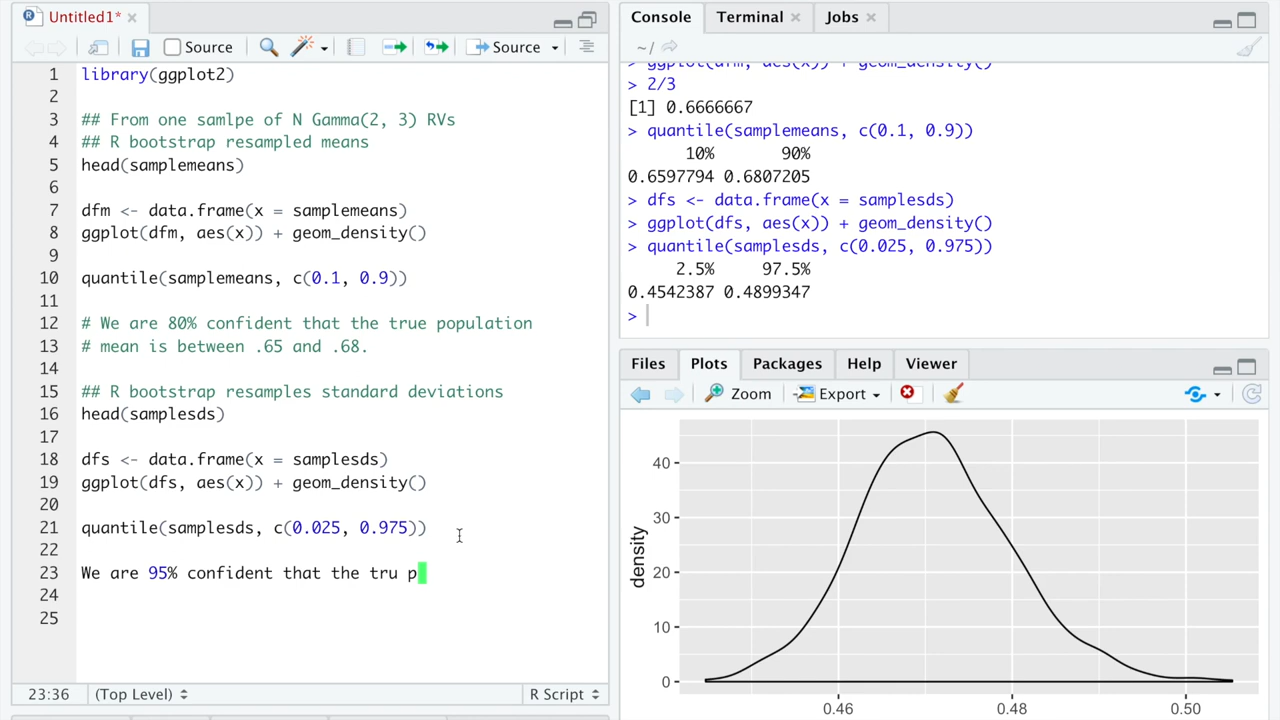 Untitled1*
Source
Source
1 library(ggplot2)
2
3 ## From one samlpe of N Gamma(2, 3) RVs
4 ## R bootstrap resampled means
5 head(samplemeans)
6
7 dfm <- data.frame(x = samplemeans)
8 ggplot(dfm, aes(x)) + geom_density()
9
10 quantile(samplemeans, c(0.1, 0.9))
11
12 # We are 80% confident that the true population
13 # mean is between .65 and .68.
14
15 ## R bootstrap resamples standard deviations
16 head(samplesds)
17
18 dfs <- data.frame(x = samplesds)
19 ggplot(dfs, aes(x)) + geom_density()
20
21 quantile(samplesds, c(0.025, 0.975))
22
23 We are 95% confident that the tru p
24
25
23:36 (Top Level) R Script
Console Terminal Jobs
~/
> ggplot(dfm, aes(x)) + geom_density()
> 2/3
[1] 0.6666667
> quantile(samplemeans, c(0.1, 0.9))
10% 90%
0.6597794 0.6807205
> dfs <- data.frame(x = samplesds)
> ggplot(dfs, aes(x)) + geom_density()
> quantile(samplesds, c(0.025, 0.975))
2.5% 97.5%
0.4542387 0.4899347
>
Files Plots Packages Help Viewer
Zoom Export
density
40
30
20
10
0
0.46 0.48 0.50